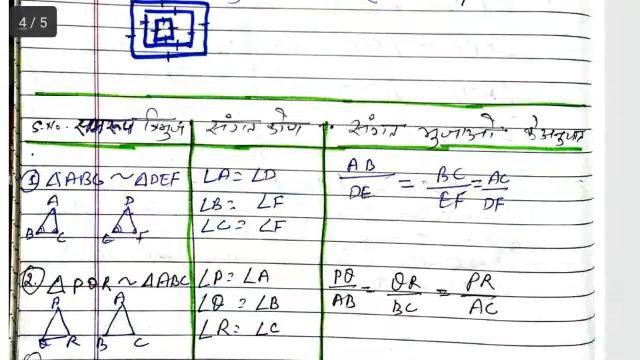 4 / 5
S.No. समरूप त्रिभुज संगत कोण संगत भुजाओं के अनुपात
① △ABC ~ △DEF ∠A = ∠D AB/DE = BC/EF = AC/DF
∠B = ∠F
A D
∠C = ∠F
B C E F
2. △PQR ~ △ABC ∠P = ∠A PQ/AB = QR/BC = PR/AC
∠Q = ∠B
A
∠R = ∠C
Q R B C